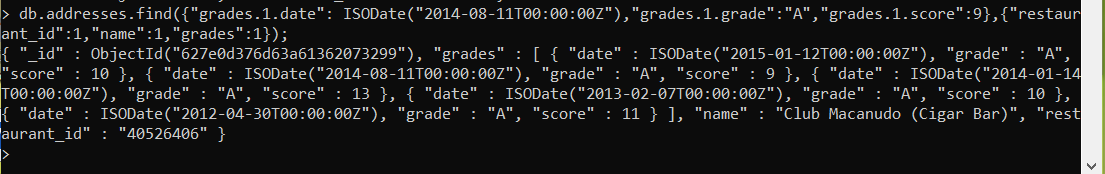 > db.addresses.find({"grades.1.date": ISODate("2014-08-11T00:00:00Z"),"grades.1.grade":"A","grades.1.score":9},{"restaur
ant_id":1,"name":1,"grades":1});
{ "_id" : ObjectId("627e0d376d63a61362073299"), "grades" : [ { "date" : ISODate("2015-01-12T00:00:00Z"), "grade" : "A",
"score" : 10 }, { "date" : ISODate("2014-08-11T00:00:00Z"), "grade" : "A", "score" : 9 }, { "date" : ISODate("2014-01-14
T00:00:00Z"), "grade" : "A", "score" : 13 }, { "date" : ISODate("2013-02-07T00:00:00Z"), "grade" : "A", "score" : 10 },
{ "date" : ISODate("2012-04-30T00:00:00Z"), "grade" : "A", "score" : 11 } ], "name" : "Club Macanudo (Cigar Bar)", "rest
aurant_id" : "40526406" }
>